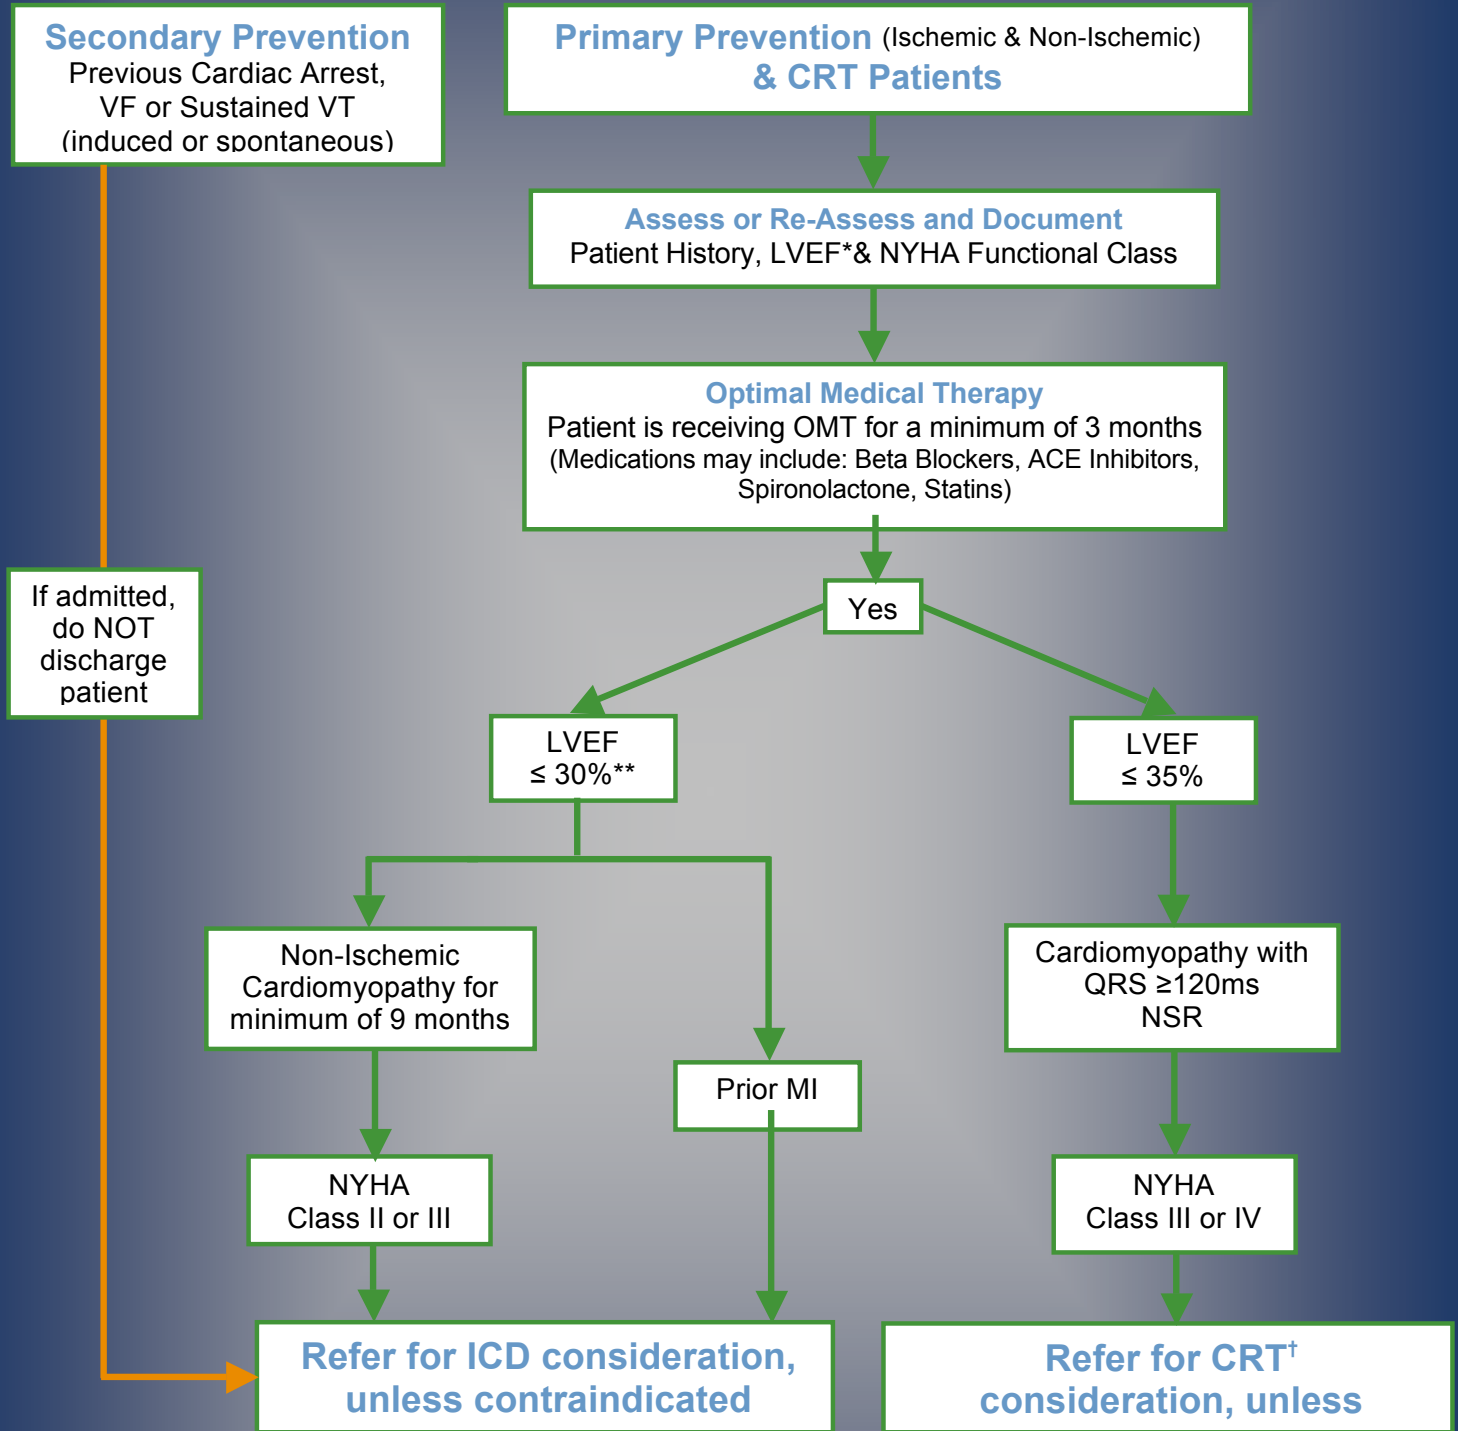 Secondary Prevention
Previous Cardiac Arrest,
VF or Sustained VT
(induced or spontaneous)
Primary Prevention (Ischemic & Non-Ischemic)
& CRT Patients
Assess or Re-Assess and Document
Patient History, LVEF*& NYHA Functional Class
Optimal Medical Therapy
Patient is receiving OMT for a minimum of 3 months
(Medications may include: Beta Blockers, ACE Inhibitors,
Spironolactone, Statins)
If admitted,
do NOT
discharge
patient
Yes
LVEF
≤ 30%**
LVEF
≤ 35%
Non-Ischemic
Cardiomyopathy for
minimum of 9 months
Prior MI
Cardiomyopathy with
QRS ≥120ms
NSR
NYHA
Class II or III
NYHA
Class III or IV
Refer for ICD consideration,
unless contraindicated
Refer for CRT†
consideration, unless